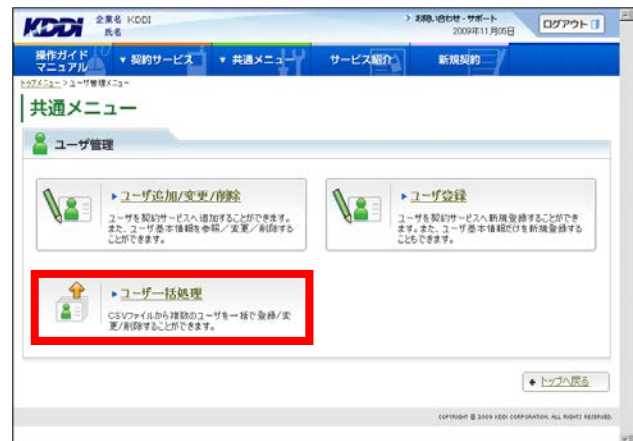 KDDI
企業名 KDDI
氏名
お問い合わせ・サポート
2009年11月05日
ログアウト
操作ガイド
マニュアル
▼ 契約サービス
▼ 共通メニュー
サービス紹介
新規契約
トップメニュー > ユーザ管理メニュー
共通メニュー
ユーザ管理
ユーザ追加/変更/削除
ユーザを契約サービスへ追加することができます。
また、ユーザ基本情報を参照/変更/削除する
ことができます。
ユーザ登録
ユーザを契約サービスへ新規登録することができ
ます。また、ユーザ基本情報だけを新規登録する
こともできます。
ユーザ一括処理
CSVファイルから複数のユーザを一括で登録/変
更/削除することができます。
トップへ戻る
COPYRIGHT © 2009 KDDI CORPORATION, ALL RIGHTS RESERVED.